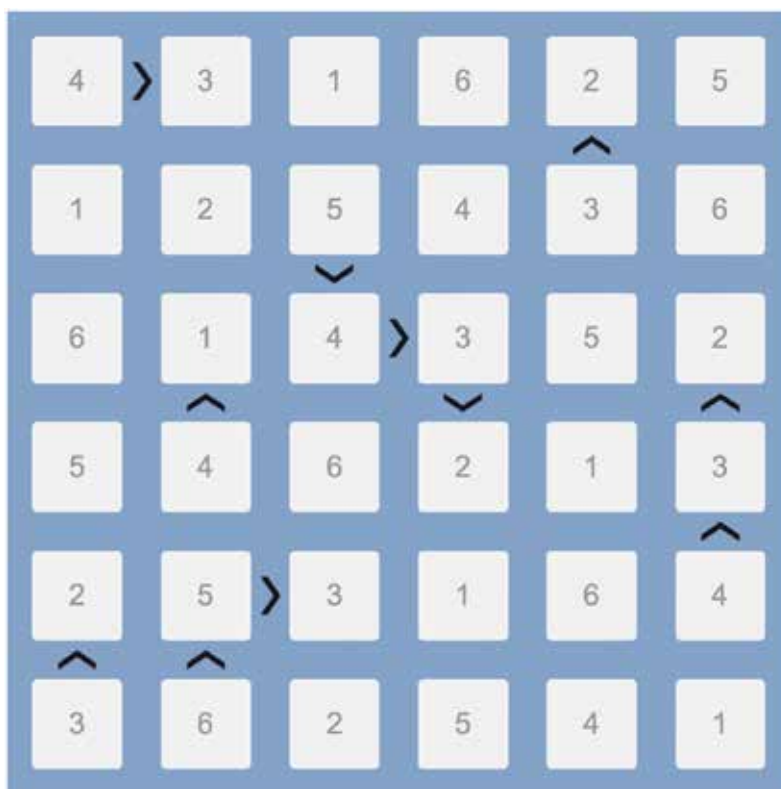 4 > 3 1 6 2 5
^
1 2 5 4 3 6
v
6 1 4 > 3 5 2
^ v ^
5 4 6 2 1 3
^
2 5 > 3 1 6 4
^ ^
3 6 2 5 4 1